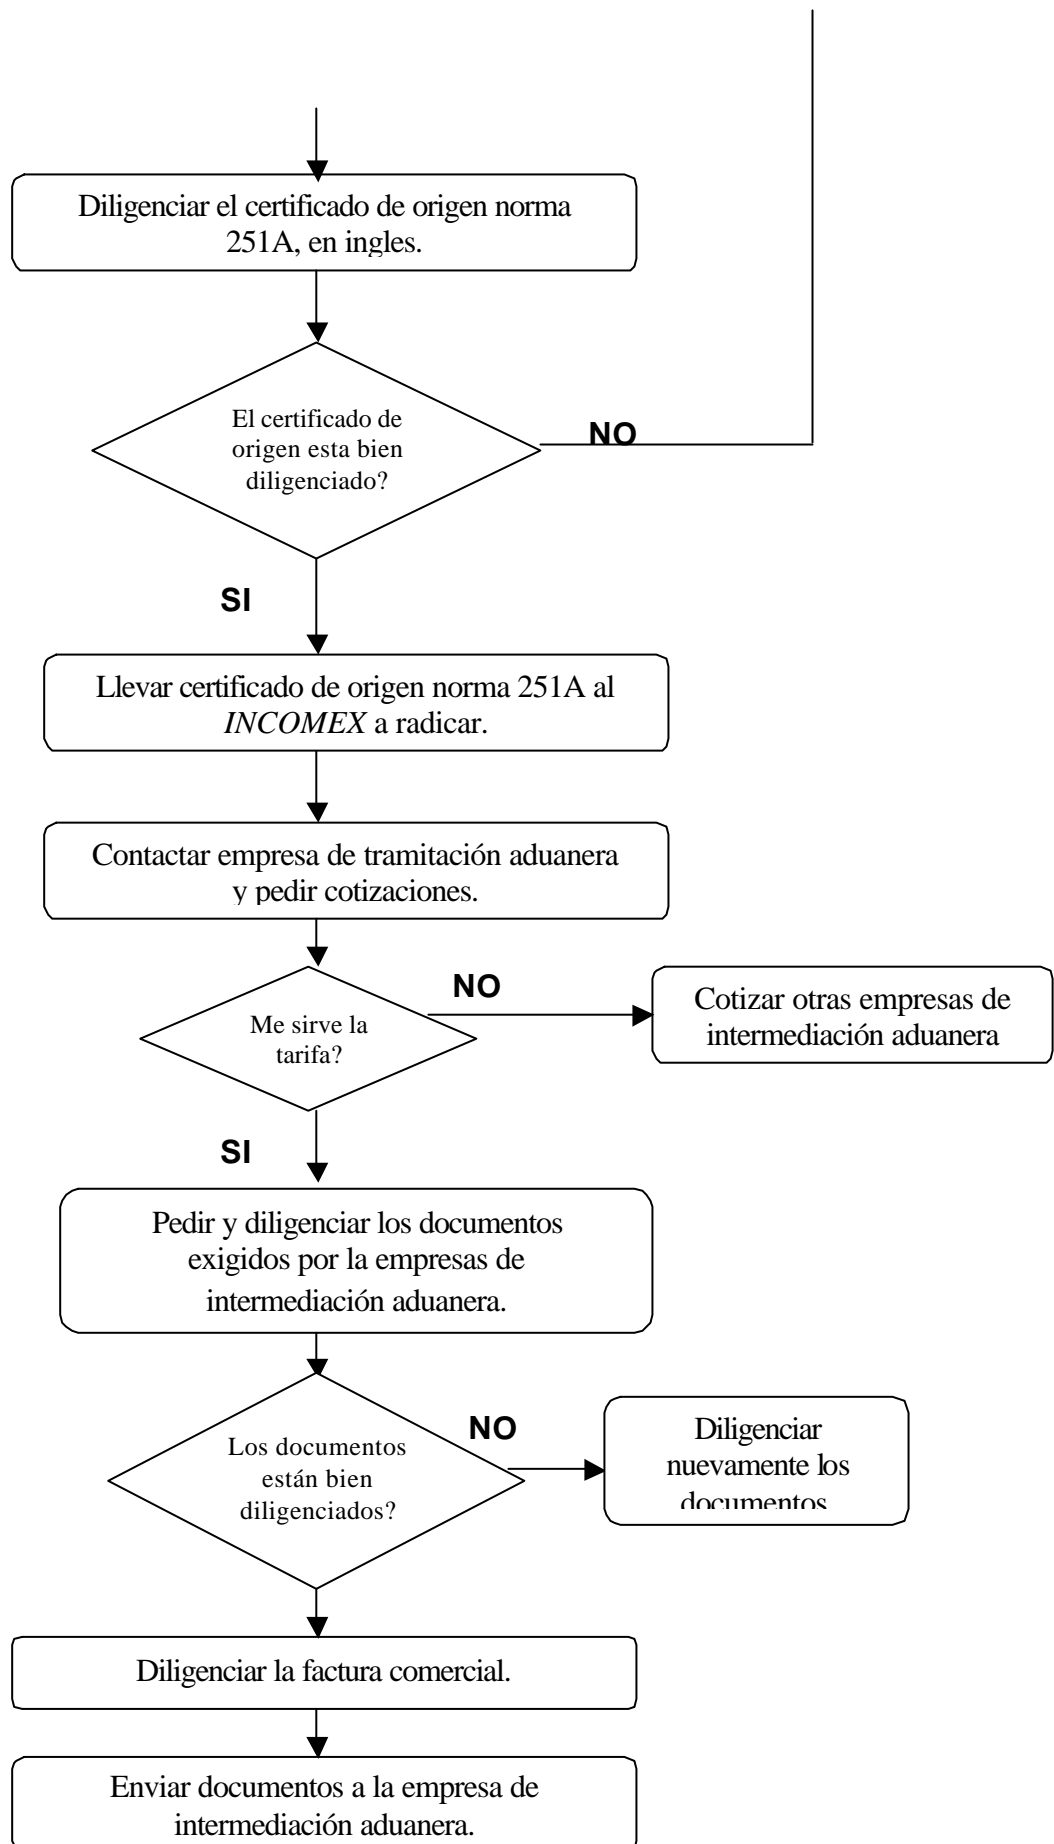 Diligenciar el certificado de origen norma
251A, en ingles.
El certificado de
origen esta bien
diligenciado?
NO
SI
Llevar certificado de origen norma 251A al
INCOMEX a radicar.
Contactar empresa de tramitación aduanera
y pedir cotizaciones.
Me sirve la
tarifa?
NO
Cotizar otras empresas de
intermediación aduanera
SI
Pedir y diligenciar los documentos
exigidos por la empresas de
intermediación aduanera.
Los documentos
están bien
diligenciados?
NO
Diligenciar
nuevamente los
documentos
Diligenciar la factura comercial.
Enviar documentos a la empresa de
intermediación aduanera.